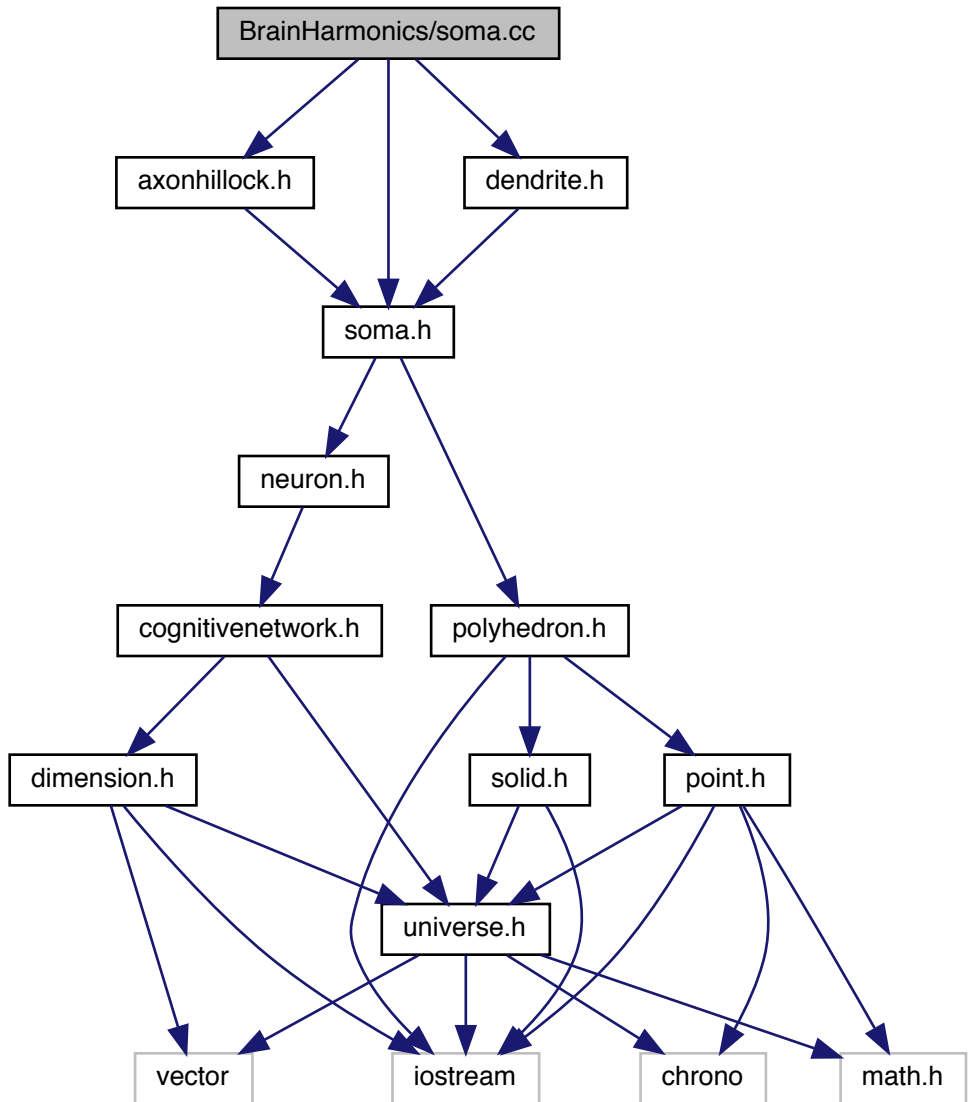 BrainHarmonics/soma.cc
axonhillock.h
dendrite.h
soma.h
neuron.h
cognitivenetwork.h
polyhedron.h
dimension.h
solid.h
point.h
universe.h
vector
iostream
chrono
math.h